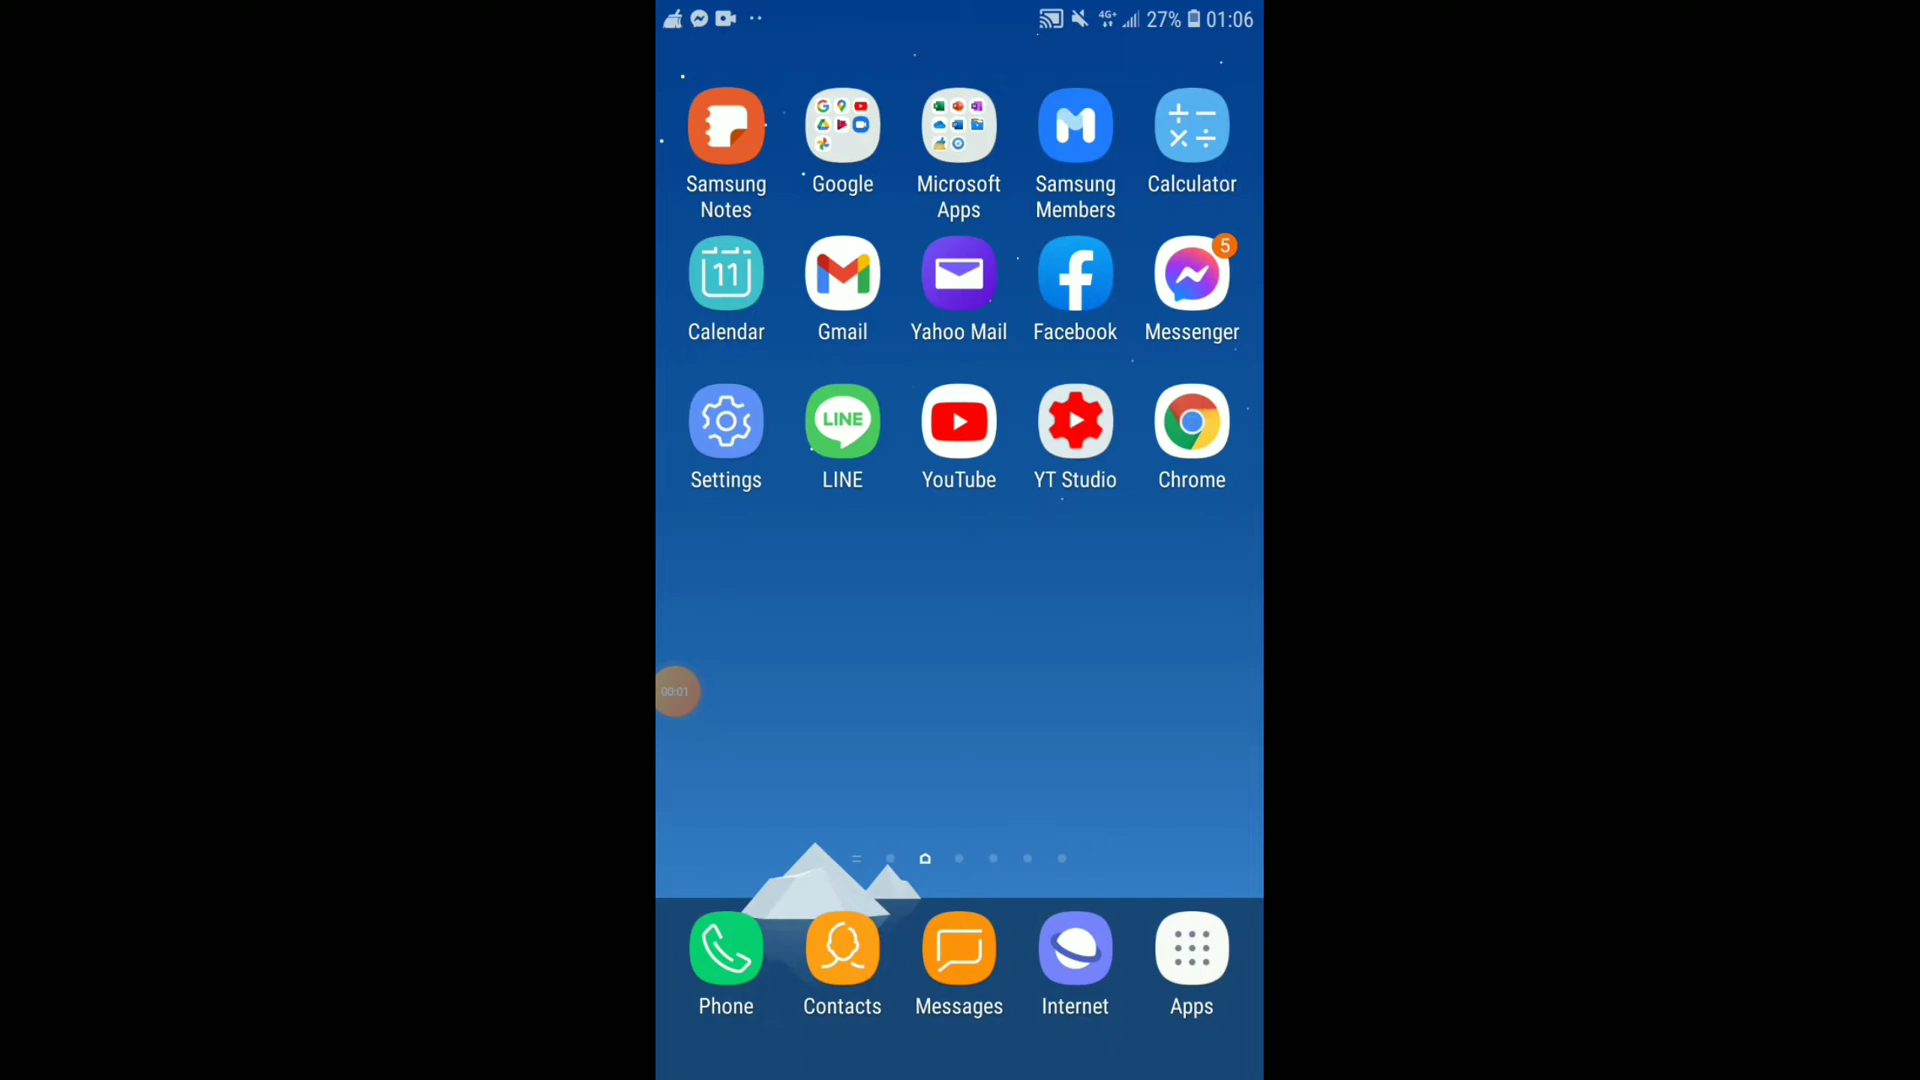 27% 01:06
Samsung Notes
Google
Microsoft Apps
Samsung Members
Calculator
11
5
Calendar
Gmail
Yahoo Mail
Facebook
Messenger
LINE
Settings
LINE
YouTube
YT Studio
Chrome
00:01
Phone
Contacts
Messages
Internet
Apps